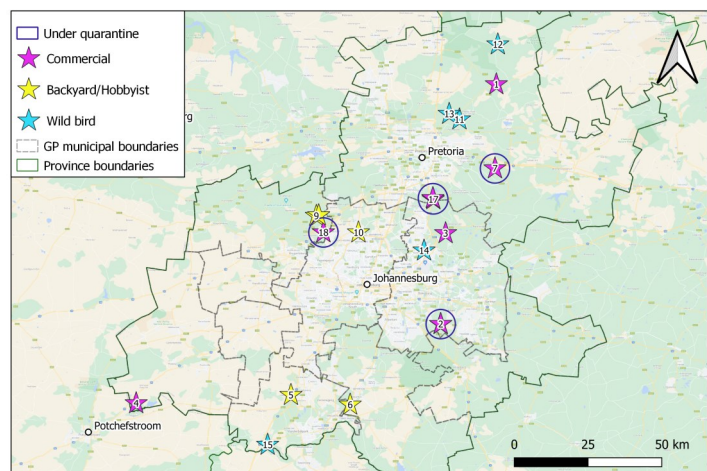 Under quarantine
Commercial
Backyard/Hobbyist
Wild bird
GP municipal boundaries
Province boundaries
12
1
13
11
Pretoria
7
17
9
18
10
3
14
Johannesburg
2
4
5
6
Potchefstroom
15
0 25 50 km